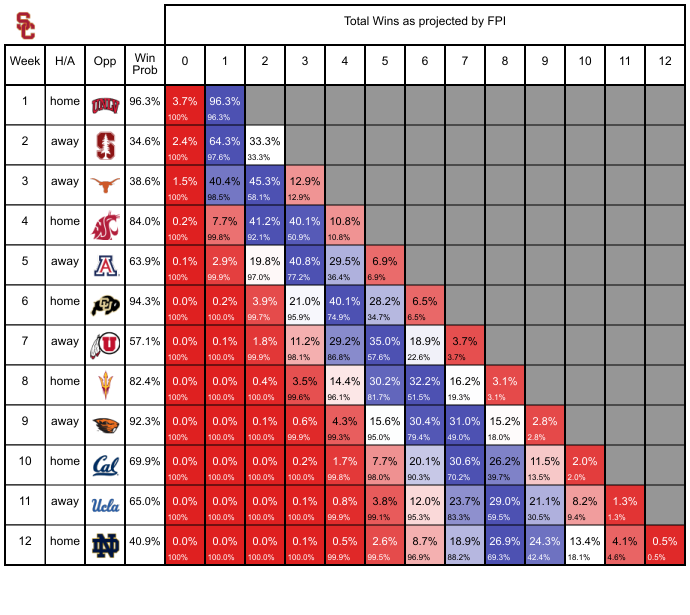 SC
Total Wins as projected by FPI
Week H/A Opp Win Prob 0 1 2 3 4 5 6 7 8 9 10 11 12
1 home UNLV 96.3% 3.7% 96.3%
100% 96.3%
2 away S 34.6% 2.4% 64.3% 33.3%
100% 97.6% 33.3%
3 away 38.6% 1.5% 40.4% 45.3% 12.9%
100% 98.5% 58.1% 12.9%
4 home 84.0% 0.2% 7.7% 41.2% 40.1% 10.8%
100% 99.8% 92.1% 50.9% 10.8%
5 away A 63.9% 0.1% 2.9% 19.8% 40.8% 29.5% 6.9%
100% 99.9% 97.0% 77.2% 36.4% 6.9%
6 home CU 94.3% 0.0% 0.2% 3.9% 21.0% 40.1% 28.2% 6.5%
100% 100.0% 99.7% 95.9% 74.9% 34.7% 6.5%
7 away U 57.1% 0.0% 0.1% 1.8% 11.2% 29.2% 35.0% 18.9% 3.7%
100% 100.0% 99.9% 98.1% 86.8% 57.6% 22.6% 3.7%
8 home 82.4% 0.0% 0.0% 0.4% 3.5% 14.4% 30.2% 32.2% 16.2% 3.1%
100% 100.0% 100.0% 99.6% 96.1% 81.7% 51.5% 19.3% 3.1%
9 away 92.3% 0.0% 0.0% 0.1% 0.6% 4.3% 15.6% 30.4% 31.0% 15.2% 2.8%
100% 100.0% 100.0% 99.9% 99.3% 95.0% 79.4% 49.0% 18.0% 2.8%
10 home Cal 69.9% 0.0% 0.0% 0.0% 0.2% 1.7% 7.7% 20.1% 30.6% 26.2% 11.5% 2.0%
100% 100.0% 100.0% 100.0% 99.8% 98.0% 90.3% 70.2% 39.7% 13.5% 2.0%
11 away Ucla 65.0% 0.0% 0.0% 0.0% 0.1% 0.8% 3.8% 12.0% 23.7% 29.0% 21.1% 8.2% 1.3%
100% 100.0% 100.0% 100.0% 99.9% 99.1% 95.3% 83.3% 59.5% 30.5% 9.4% 1.3%
12 home ND 40.9% 0.0% 0.0% 0.0% 0.1% 0.5% 2.6% 8.7% 18.9% 26.9% 24.3% 13.4% 4.1% 0.5%
100% 100.0% 100.0% 100.0% 99.9% 99.5% 96.9% 88.2% 69.3% 42.4% 18.1% 4.6% 0.5%